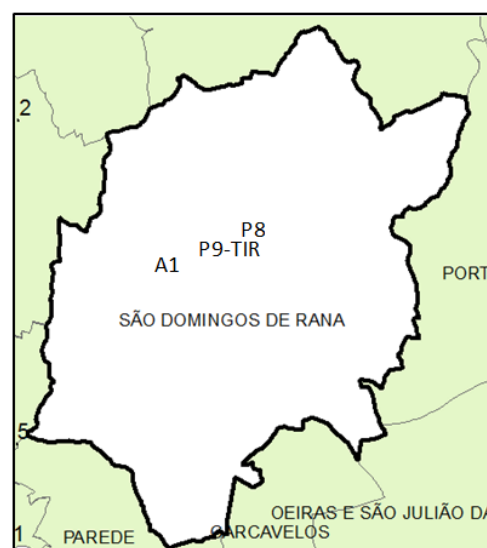 .2
P8
P9-TIR
A1
PORT
SÃO DOMINGOS DE RANA
.5
OEIRAS E SÃO JULIÃO DA
1
PAREDE
CARCAVELOS